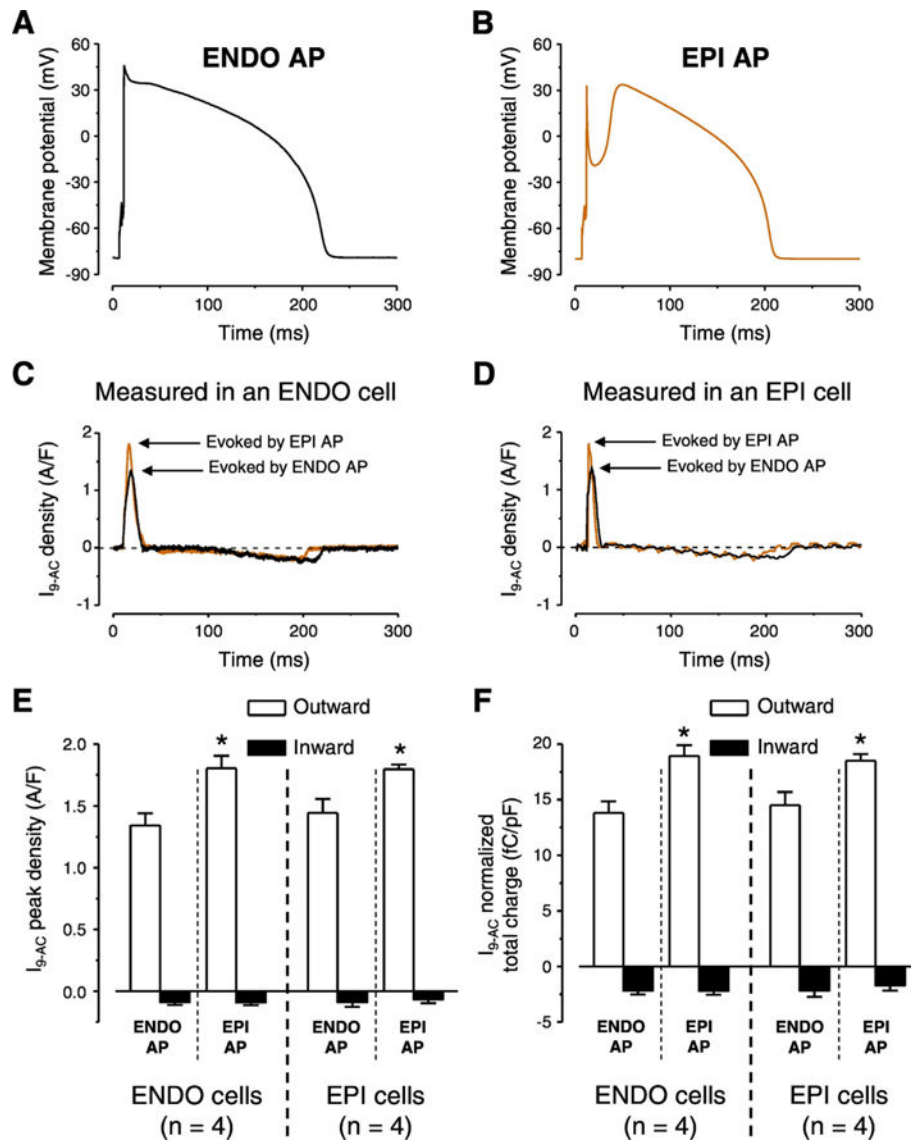 A
ENDO AP
Membrane potential (mV)
60
30
0
-30
-60
-90
0
100
200
300
Time (ms)
B
EPI AP
Membrane potential (mV)
60
30
0
-30
-60
-90
0
100
200
300
Time (ms)
C
Measured in an ENDO cell
I9-AC density (A/F)
2
1
0
-1
Evoked by EPI AP
Evoked by ENDO AP
0
100
200
300
Time (ms)
D
Measured in an EPI cell
I9-AC density (A/F)
2
1
0
-1
Evoked by EPI AP
Evoked by ENDO AP
0
100
200
300
Time (ms)
E
Outward
Inward
I9-AC peak density (A/F)
2.0
1.5
1.0
0.5
0.0
*
*
ENDO
AP
EPI
AP
ENDO
AP
EPI
AP
ENDO cells
(n = 4)
EPI cells
(n = 4)
F
Outward
Inward
I9-AC normalized
total charge (fC/pF)
20
15
10
5
0
-5
*
*
ENDO
AP
EPI
AP
ENDO
AP
EPI
AP
ENDO cells
(n = 4)
EPI cells
(n = 4)